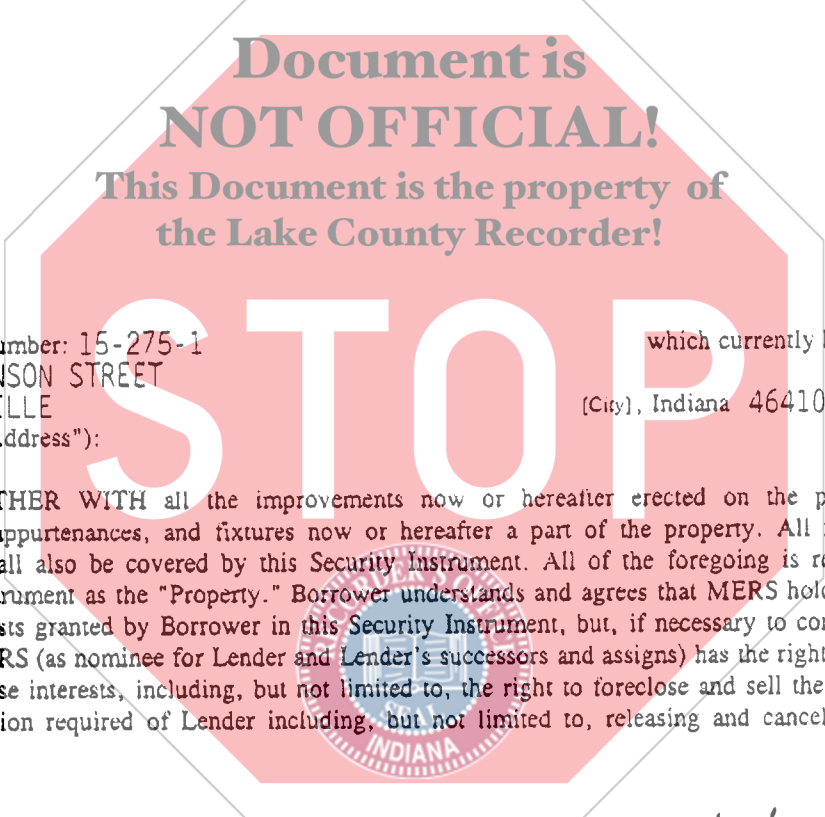 Document is
NOT OFFICIAL!
This Document is the property of
the Lake County Recorder!
STOP
umber: 15-275-1 which currently
NSON STREET
ILLE [City], Indiana 46410
ddress"):
THER WITH all the improvements now or hereafter erected on the p
appurtenances, and fixtures now or hereafter a part of the property. All
all also be covered by this Security Instrument. All of the foregoing is re
rument as the "Property." Borrower understands and agrees that MERS hold
sts granted by Borrower in this Security Instrument, but, if necessary to co
RS (as nominee for Lender and Lender's successors and assigns) has the right
se interests, including, but not limited to, the right to foreclose and sell the
ion required of Lender including, but not limited to, releasing and cancel
SEAL
INDIANA